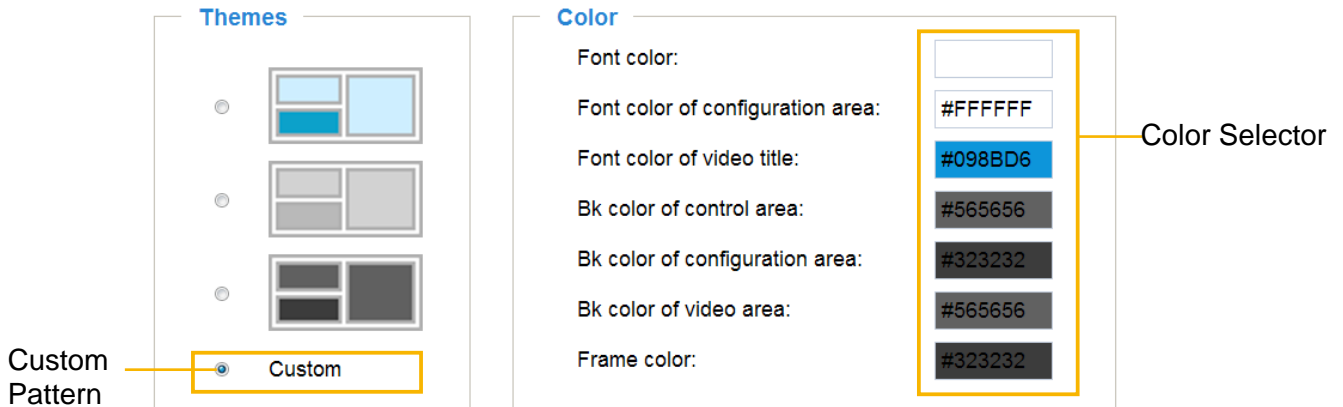 Themes
Color
Font color:
Font color of configuration area: #FFFFFF
Font color of video title: #098BD6
Bk color of control area: #565656
Bk color of configuration area: #323232
Bk color of video area: #565656
Frame color: #323232
Color Selector
Custom
Custom
Pattern